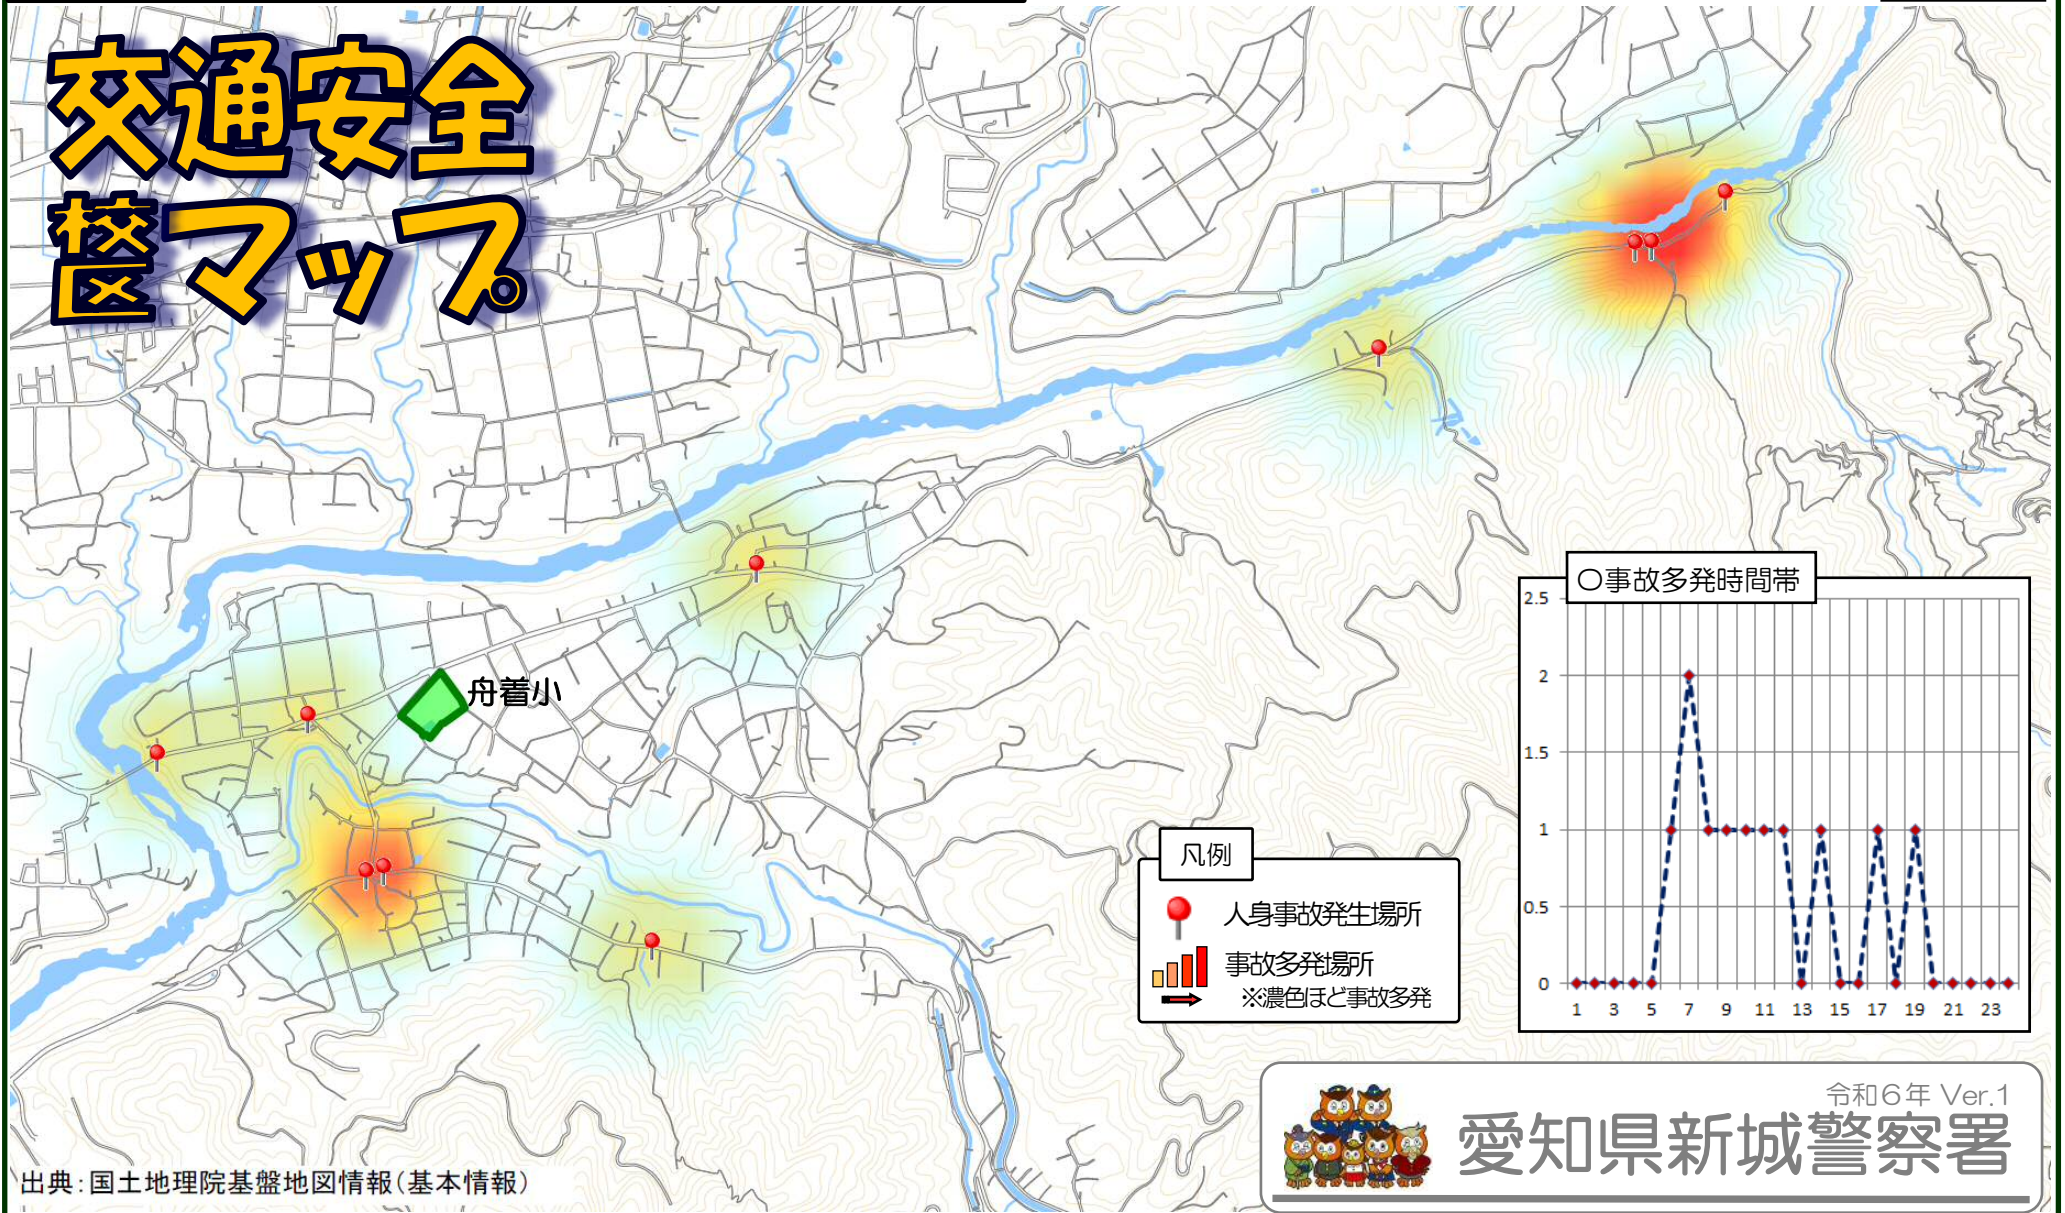 交通安全
校区マップ
舟着小
〇事故多発時間帯
2.5
2
1.5
1
0.5
0
1 3 5 7 9 11 13 15 17 19 21 23
凡例
人身事故発生場所
事故多発場所
※濃色ほど事故多発
令和6年 Ver.1
愛知県新城警察署
出典:国土地理院基盤地図情報(基本情報)